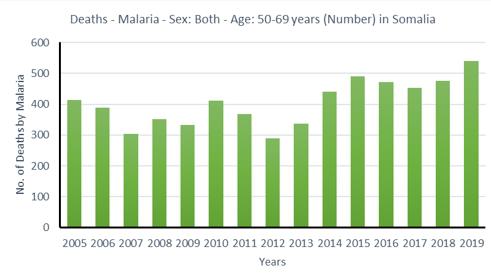 Deaths - Malaria - Sex: Both - Age: 50-69 years (Number) in Somalia
No. of Deaths by Malaria
600
500
400
300
200
100
0
2005 2006 2007 2008 2009 2010 2011 2012 2013 2014 2015 2016 2017 2018 2019
Years